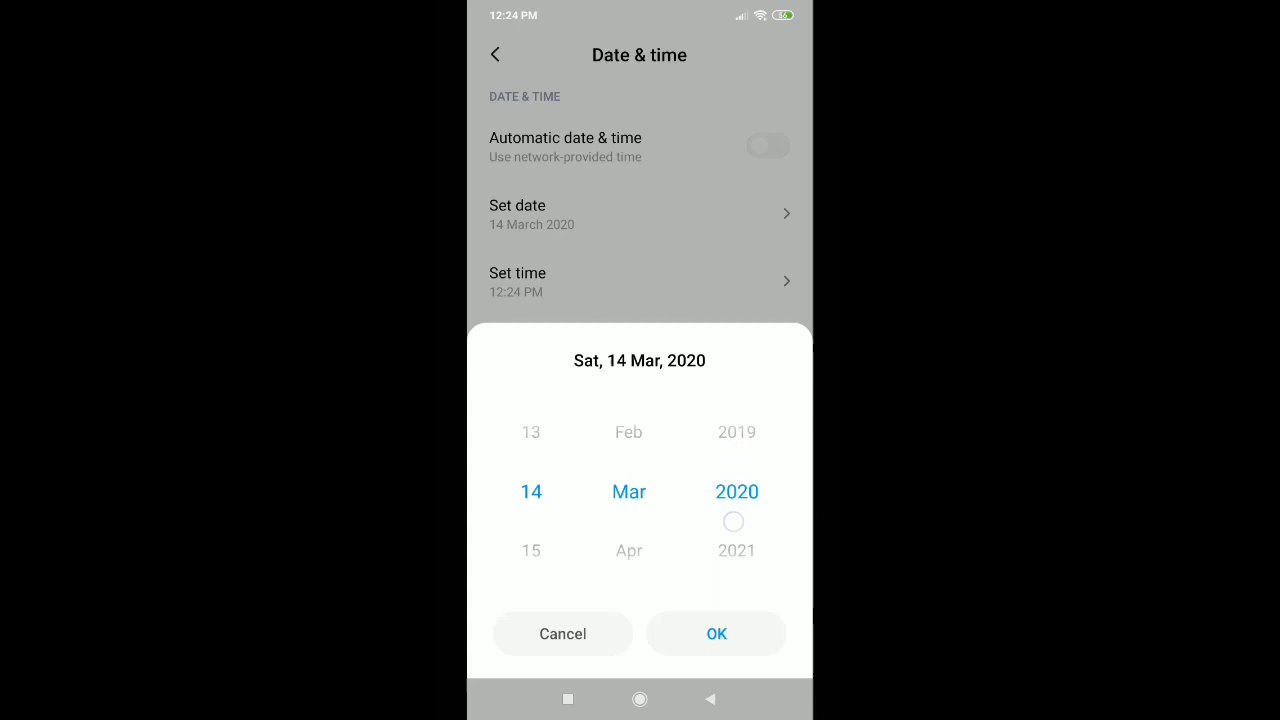 12:24 PM
Date & time
DATE & TIME
Automatic date & time
Use network-provided time
Set date
14 March 2020
Set time
12:24 PM
Sat, 14 Mar, 2020
13 Feb 2019
14 Mar 2020
15 Apr 2021
Cancel OK